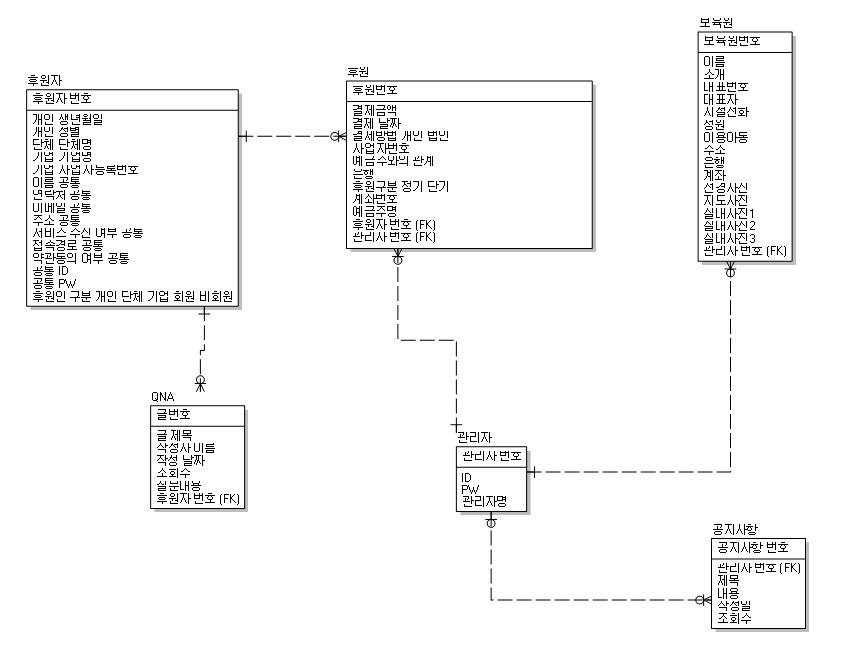 후원자
후원자 번호
개인 생년월일
개인 성별
단체 단체명
기업 기업명
기업 사업자등록번호
이름 공통
연락처 공통
이메일 공통
주소 공통
서비스 수신 여부 공통
접속경로 공통
약관동의 여부 공통
공통 ID
공통 PW
후원인 구분 개인 단체 기업 회원 비회원
후원
후원번호
결제금액
결제 날짜
결제방법 개인 법인
사업자번호
예금주와의 관계
은행
후원구분 정기 단기
계좌번호
예금주명
후원자 번호 (FK)
관리자 번호 (FK)
보육원
보육원번호
이름
소개
대표번호
대표자
시설전화
정원
이용아동
주소
은행
계좌
전경사진
지도사진
실내사진1
실내사진2
실내사진3
관리자 번호 (FK)
QNA
글번호
글 제목
작성자 이름
작성 날짜
조회수
질문내용
후원자 번호 (FK)
관리자
관리자 번호
ID
PW
관리자명
공지사항
공지사항 번호
관리자 번호 (FK)
제목
내용
작성일
조회수